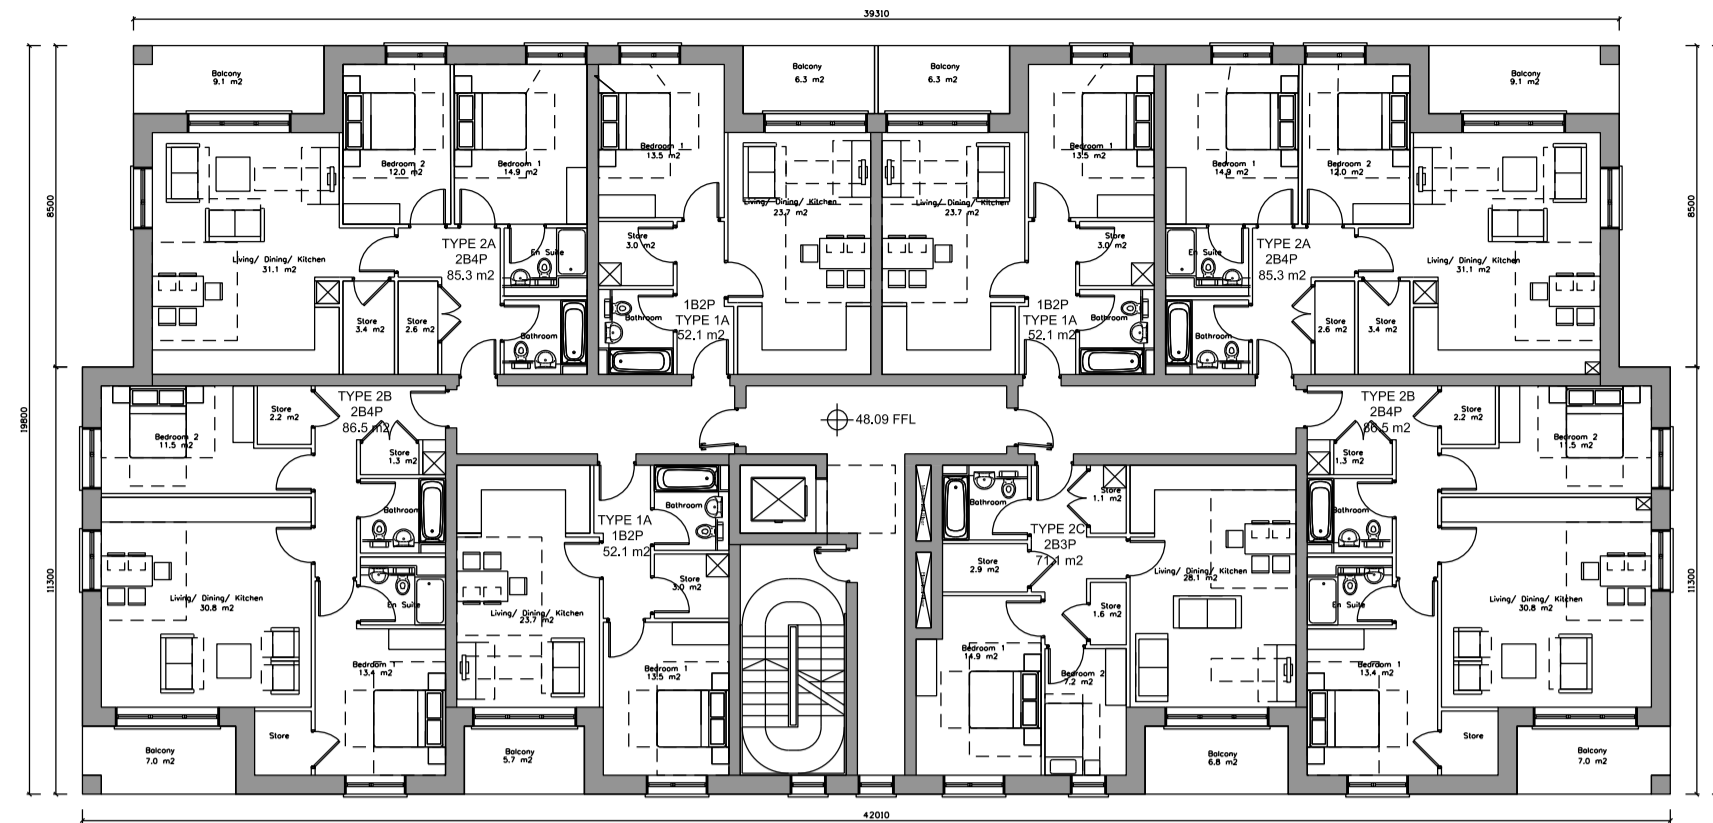 39310
Balcony
9.1 m2
Balcony
6.3 m2
Balcony
6.3 m2
Balcony
9.1 m2
8500
8500
Bedroom 2
12.0 m2
Bedroom 1
14.9 m2
Bedroom 1
13.5 m2
Bedroom 1
13.5 m2
Bedroom 1
14.9 m2
Bedroom 2
12.0 m2
Living/ Dining/ Kitchen
31.1 m2
Living/ Dining/ Kitchen
23.7 m2
Living/ Dining/ Kitchen
23.7 m2
Living/ Dining/ Kitchen
31.1 m2
TYPE 2A
2B4P
85.3 m2
En Suite
Store
3.0 m2
Store
3.0 m2
En Suite
TYPE 2A
2B4P
85.3 m2
Store
3.4 m2
Store
2.6 m2
Bathroom
Bathroom
1B2P
TYPE 1A
52.1 m2
1B2P
TYPE 1A
52.1 m2
Bathroom
Bathroom
Store
2.6 m2
Store
3.4 m2
19800
11300
11300
TYPE 2B
2B4P
86.5 m2
Store
2.2 m2
Bedroom 2
11.5 m2
Store
1.3 m2
48.09 FFL
TYPE 2B
2B4P
86.5 m2
Store
2.2 m2
Bedroom 2
11.5 m2
Store
1.3 m2
Bathroom
TYPE 1A
1B2P
52.1 m2
Bathroom
Bathroom
Store
1.1 m2
TYPE 2C
2B3P
71.1 m2
Bathroom
Living/ Dining/ Kitchen
30.8 m2
En Suite
Living/ Dining/ Kitchen
23.7 m2
Store
3.0 m2
Store
2.9 m2
Living/ Dining/ Kitchen
28.1 m2
Store
1.6 m2
En Suite
Living/ Dining/ Kitchen
30.8 m2
Bedroom 1
13.4 m2
Bedroom 1
13.5 m2
Bedroom 1
14.9 m2
Bedroom 2
7.2 m2
Bedroom 1
13.4 m2
Balcony
7.0 m2
Store
Balcony
5.7 m2
Balcony
6.8 m2
Store
Balcony
7.0 m2
42010